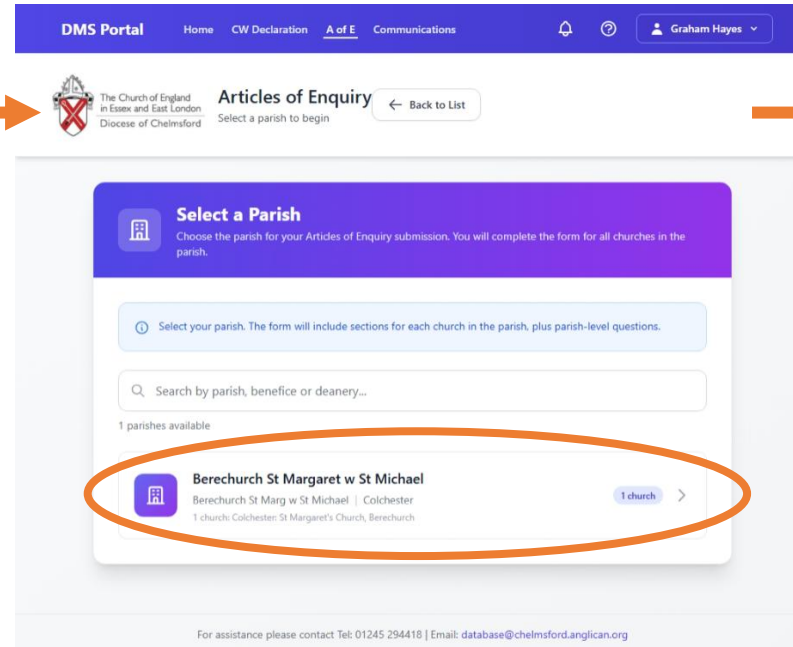 DMS Portal Home CW Declaration A of E Communications Graham Hayes
The Church of England
in Essex and East London
Diocese of Chelmsford
Articles of Enquiry
Select a parish to begin
← Back to List
Select a Parish
Choose the parish for your Articles of Enquiry submission. You will complete the form for all churches in the
parish.
Select your parish. The form will include sections for each church in the parish, plus parish-level questions.
Search by parish, benefice or deanery...
1 parishes available
Berechurch St Margaret w St Michael
Berechurch St Marg w St Michael | Colchester
1 church: Colchester: St Margaret's Church, Berechurch
1 church
For assistance please contact Tel: 01245 294418 | Email: database@chelmsford.anglican.org